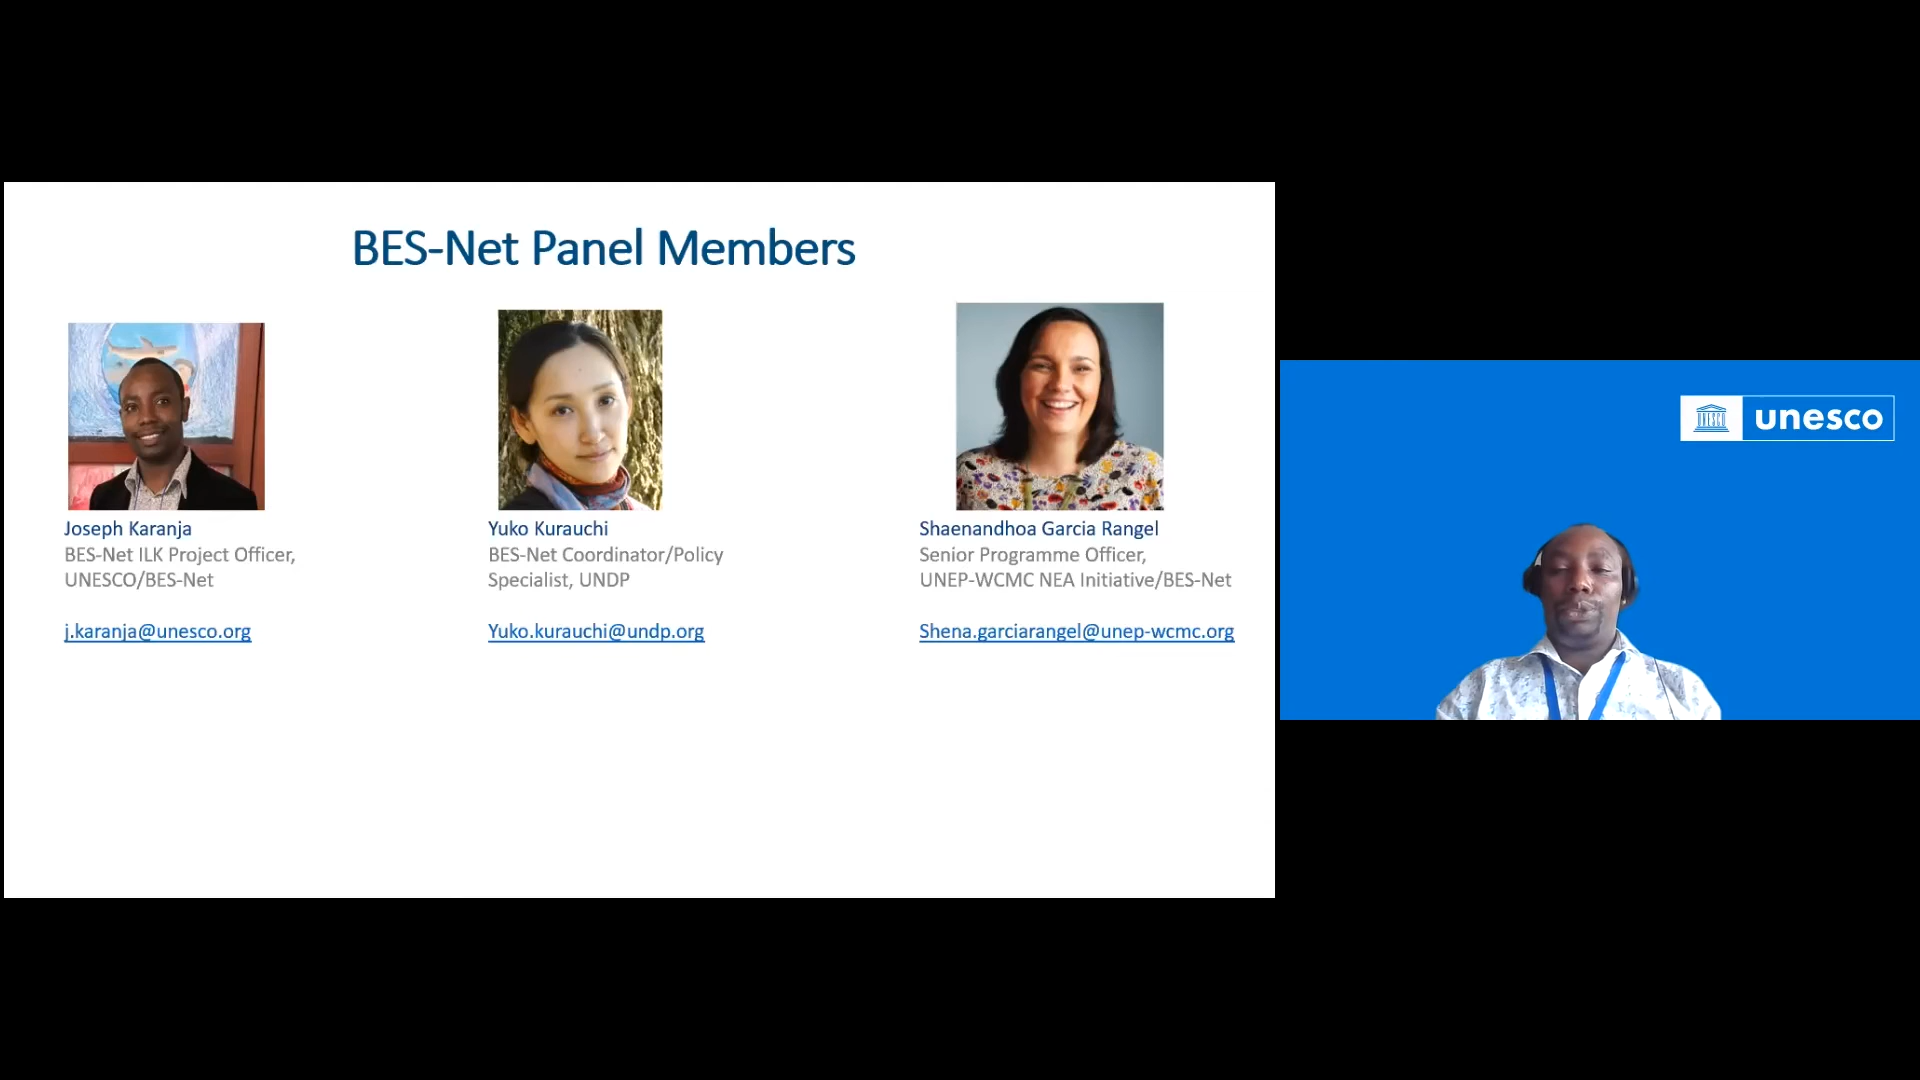 BES-Net Panel Members
Joseph Karanja
BES-Net ILK Project Officer,
UNESCO/BES-Net
j.karanja@unesco.org
Yuko Kurauchi
BES-Net Coordinator/Policy
Specialist, UNDP
Yuko.kurauchi@undp.org
Shaenandhoa Garcia Rangel
Senior Programme Officer,
UNEP-WCMC NEA Initiative/BES-Net
Shena.garciarangel@unep-wcmc.org
UNESCO
unesco